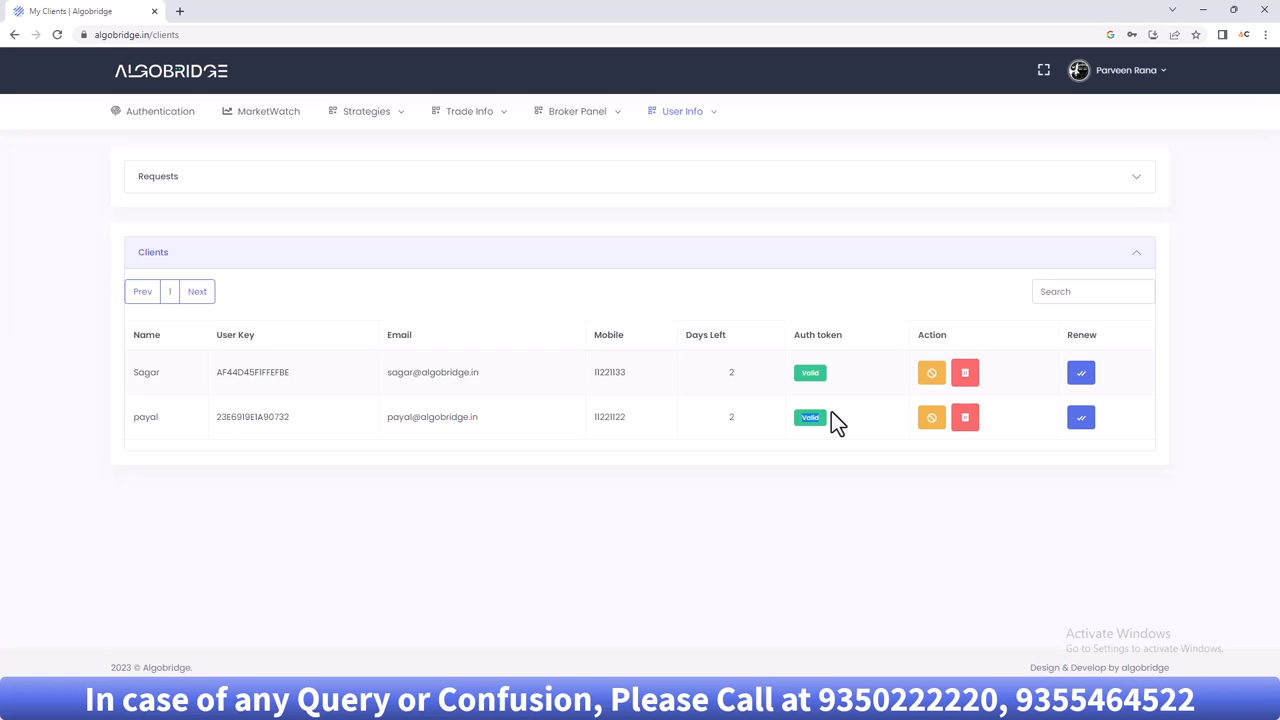 My Clients | Algobridge
algobridge.in/clients
ALGOBRIDGE
Parveen Rana
Authentication MarketWatch Strategies Trade Info Broker Panel User Info
Requests
Clients
Prev 1 Next Search
Name User Key Email Mobile Days Left Auth token Action Renew
Sagar AF44D45F1FFEFBE sagar@algobridge.in 11221133 2 Valid
payal 23E6919E1A90732 payal@algobridge.in 11221122 2 Valid
Activate Windows
Go to Settings to activate Windows.
2023 © Algobridge. Design & Develop by algobridge
In case of any Query or Confusion, Please Call at 9350222220, 9355464522